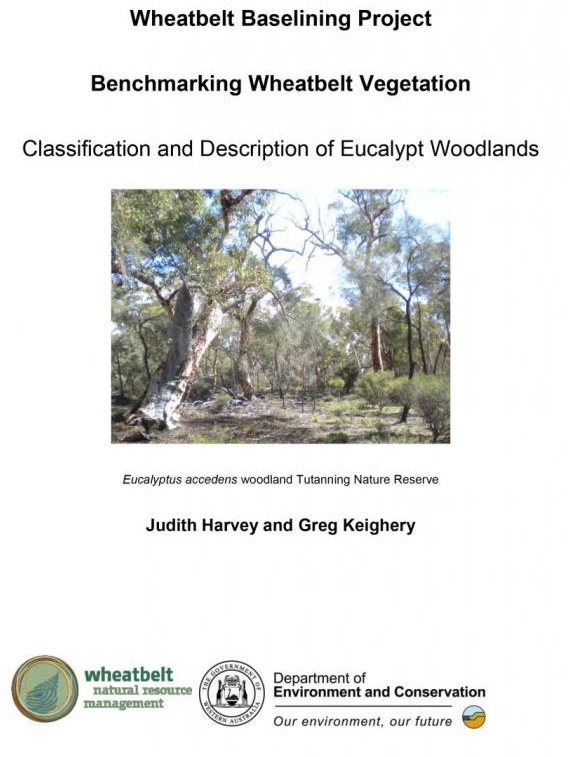 Wheatbelt Baselining Project
Benchmarking Wheatbelt Vegetation
Classification and Description of Eucalypt Woodlands
Eucalyptus accedens woodland Tutanning Nature Reserve
Judith Harvey and Greg Keighery
wheatbelt
natural resource
management
THE GOVERNMENT OF
WESTERN AUSTRALIA
Department of
Environment and Conservation
Our environment, our future